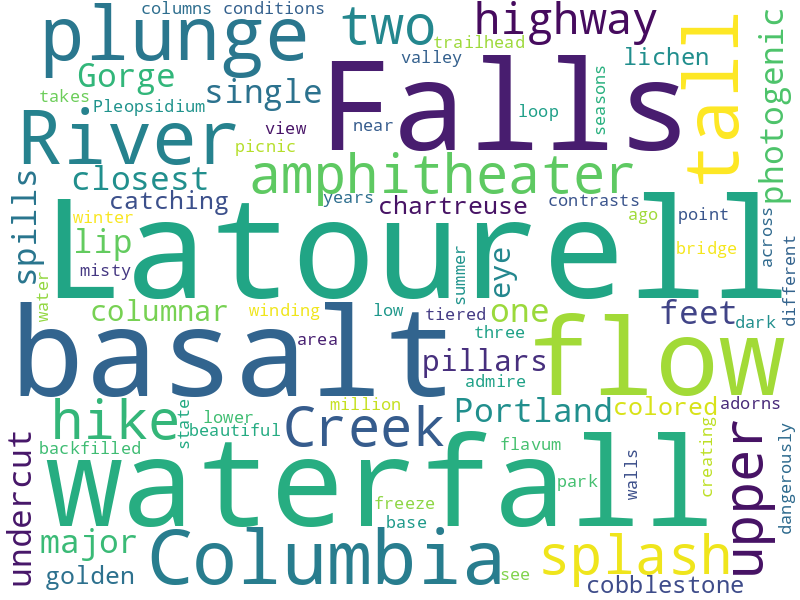 columns conditions
plunge two highway
trailhead
Falls
tall
photogenic
valley
lichen
Gorge
single
takes
Pleopsidium
loop
seasons
River
view
near
picnic
amphitheater
closest
spills
catching
years
chartreuse
contrasts
winter
ago
point
across
Latourell
lip
misty
bridge
different
summer
eye
water
columnar
winding
low
tiered
one
feet
dark
basalt
area
three
flow
pillars
admire
hike
state
lower
beautiful
million
Creek
Portland
colored
adorns
backfilled
undercut
flavum
creating
upper
dangerously
Waterfall
walls
park
freeze
base
major
golden
Columbia
see
splash
cobblestone